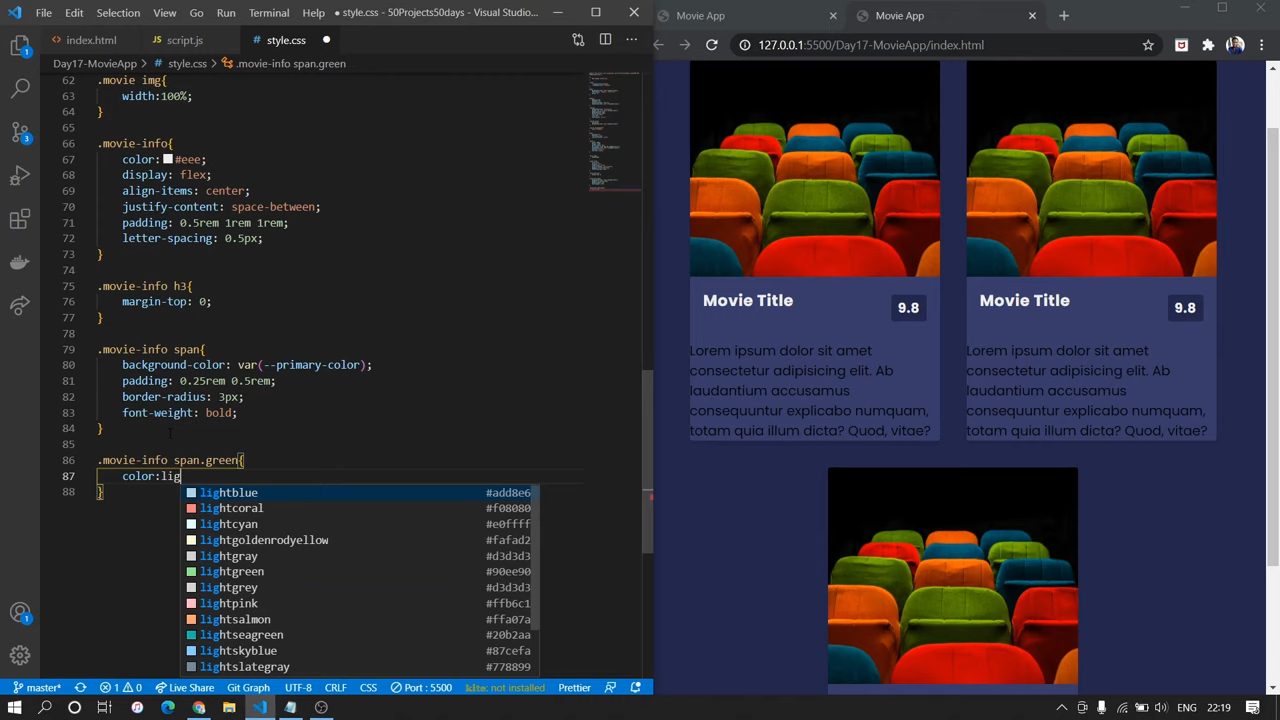 File Edit Selection View Go Run Terminal Help ● style.css - 50Projects50days - Visual Studio...
index.html
script.js
style.css ●
Day17-MovieApp > style.css > .movie-info span.green
62 .movie img{
63 width:100%;
64 }
65
66 .movie-info{
67 color: #eee;
68 display: flex;
69 align-items: center;
70 justify-content: space-between;
71 padding: 0.5rem 1rem 1rem;
72 letter-spacing: 0.5px;
73 }
74
75 .movie-info h3{
76 margin-top: 0;
77 }
78
79 .movie-info span{
80 background-color: var(--primary-color);
81 padding: 0.25rem 0.5rem;
82 border-radius: 3px;
83 font-weight: bold;
84 }
85
86 .movie-info span.green{
87 color:lig
88 }
lightblue #add8e6
lightcoral #f08080
lightcyan #e0ffff
lightgoldenrodyellow #fafad2
lightgray #d3d3d3
lightgreen #90ee90
lightgrey #d3d3d3
lightpink #ffb6c1
lightsalmon #ffa07a
lightseagreen #20b2aa
lightskyblue #87cefa
lightslategray #778899
1
3
1
master* 1 0 Live Share Git Graph UTF-8 CRLF CSS Port : 5500 kite: not installed Prettier
Movie App
Movie App
127.0.0.1:5500/Day17-MovieApp/index.html
Movie Title
9.8
Lorem ipsum dolor sit amet
consectetur adipisicing elit. Ab
laudantium accusamus
consequuntur explicabo numquam,
totam quia illum dicta? Quod, vitae?
Movie Title
9.8
Lorem ipsum dolor sit amet
consectetur adipisicing elit. Ab
laudantium accusamus
consequuntur explicabo numquam,
totam quia illum dicta? Quod, vitae?
ENG 22:19